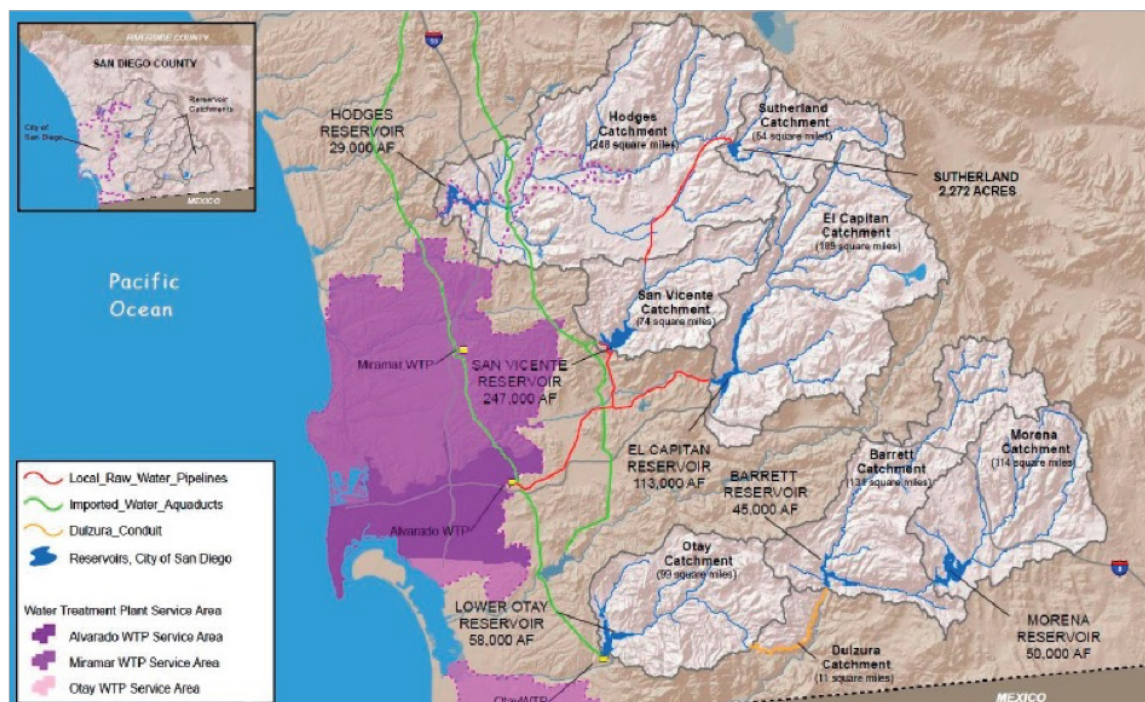 RIVERSIDE COUNTY
SAN DIEGO COUNTY
Reservoir
Catchments
City of
San Diego
MEXICO
15
HODGES
RESERVOIR
29,000 AF
Hodges
Catchment
(248 square miles)
Sutherland
Catchment
(54 square miles)
SUTHERLAND
2,272 ACRES
El Capitan
Catchment
Pacific
Ocean
San Vicente
Catchment
(74 square miles)
Miramar WTP
SAN VICENTE
RESERVOIR
247,000 AF
EL CAPITAN
RESERVOIR
113,000 AF
BARRETT
RESERVOIR
45,000 AF
Barrett
Catchment
Morena
Catchment
(114 square miles)
8
Alvarado WTP
Otay
Catchment
(99 square miles)
LOWER OTAY
RESERVOIR
58,000 AF
Dulzura
Catchment
(11 square miles)
MORENA
RESERVOIR
50,000 AF
OtayWTP
MEXICO
Local_Raw_Water_Pipelines
Imported_Water_Aquaducts
Dulzura_Conduit
Reservoirs, City of San Diego
Water Treatment Plant Service Area
Alvarado WTP Service Area
Miramar WTP Service Area
Otay WTP Service Area